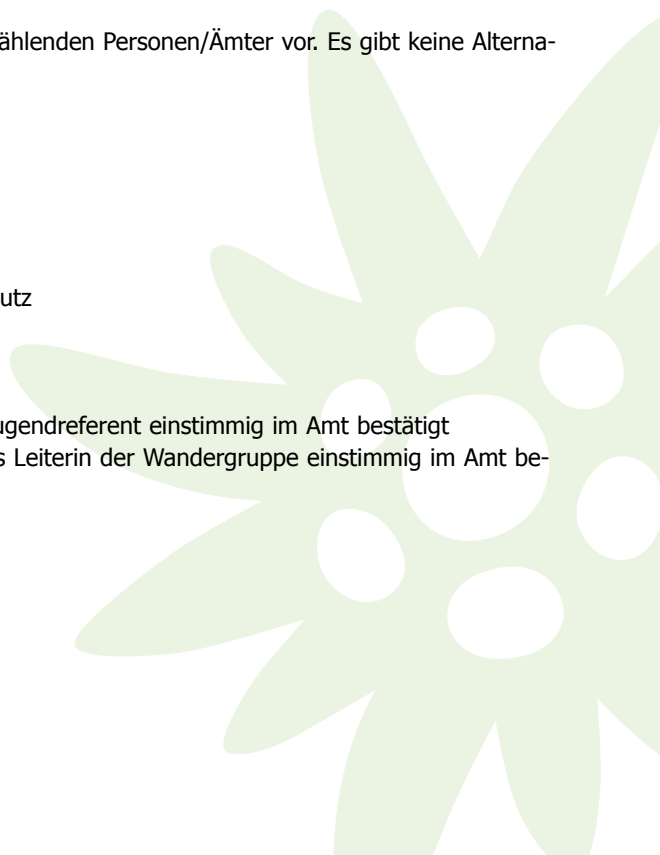 ählenden Personen/Ämter vor. Es gibt keine Alterna-
utz
ugendreferent einstimmig im Amt bestätigt
s Leiterin der Wandergruppe einstimmig im Amt be-